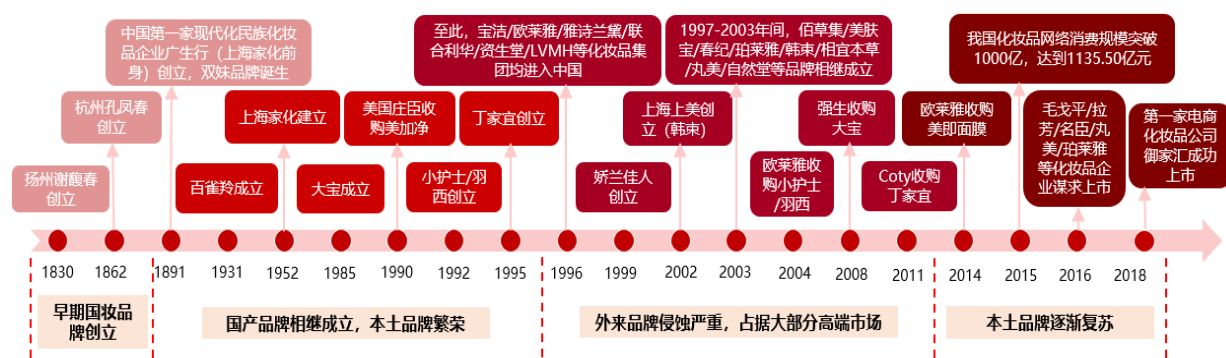 中国第一家现代化民族化妆
品企业广生行（上海家化前
身）创立，双妹品牌诞生
至此，宝洁/欧莱雅/雅诗兰黛/联
合利华/资生堂/LVMH等化妆品集
团均进入中国
1997-2003年间，佰草集/美肤
宝/春纪/珀莱雅/韩束/相宜本草
/丸美/自然堂等品牌相继成立
我国化妆品网络消费规模突破
1000亿，达到1135.50亿元
杭州孔凤春
创立
上海家化建立
美国庄臣收
购美加净
丁家宜创立
上海上美创
立（韩束）
强生收购
大宝
欧莱雅收购
美即面膜
毛戈平/拉
芳/名臣/丸
美/珀莱雅
等化妆品企
业谋求上市
第一家电商
化妆品公司
御家汇成功
上市
扬州谢馥春
创立
百雀羚成立
大宝成立
小护士/羽
西创立
娇兰佳人
创立
欧莱雅收
购小护士
/羽西
Coty收购
丁家宜
1830
1862
1891
1931
1952
1985
1990
1992
1995
1996
1999
2002
2003
2004
2008
2011
2014
2015
2016
2018
早期国妆品
牌创立
国产品牌相继成立，本土品牌繁荣
外来品牌侵蚀严重，占据大部分高端市场
本土品牌逐渐复苏